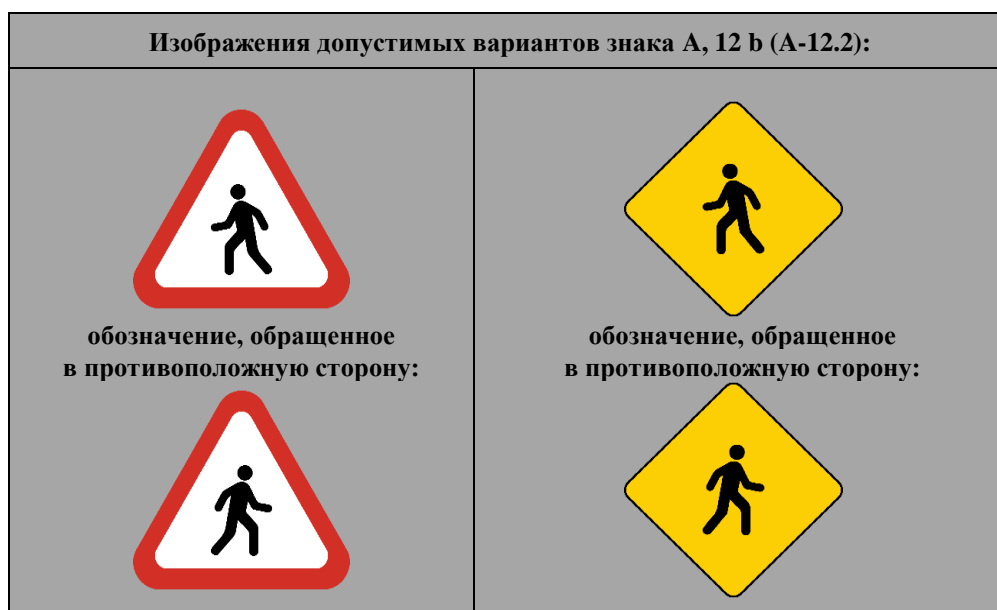 Изображения допустимых вариантов знака A, 12 b (A-12.2):
обозначение, обращенное
в противоположную сторону:
обозначение, обращенное
в противоположную сторону: